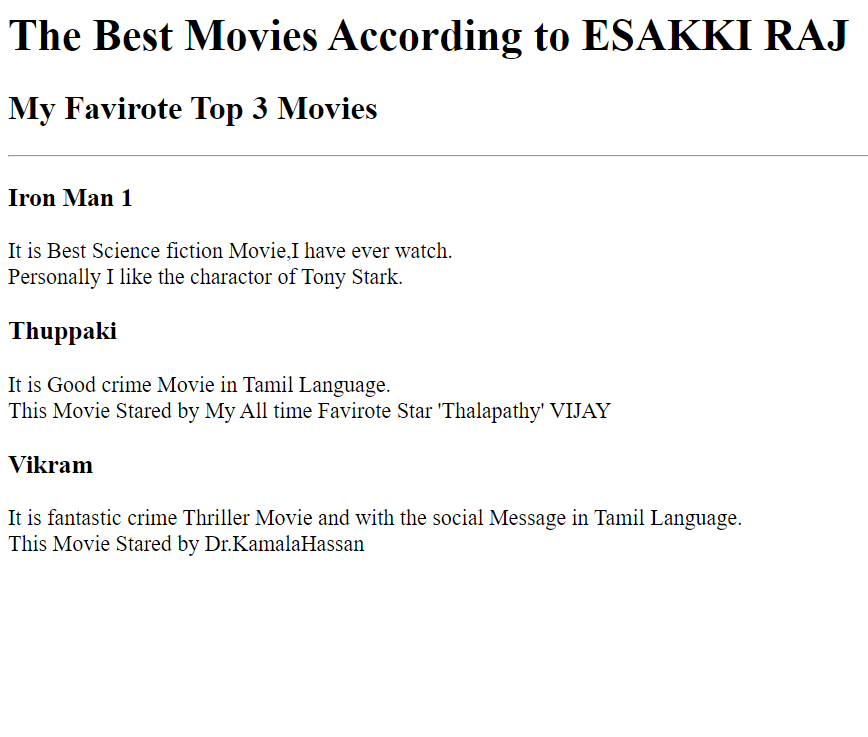 The Best Movies According to ESAKKI RAJ
My Favirote Top 3 Movies
Iron Man 1
It is Best Science fiction Movie,I have ever watch.
Personally I like the charactor of Tony Stark.
Thuppaki
It is Good crime Movie in Tamil Language.
This Movie Stared by My All time Favirote Star 'Thalapathy' VIJAY
Vikram
It is fantastic crime Thriller Movie and with the social Message in Tamil Language.
This Movie Stared by Dr.KamalaHassan